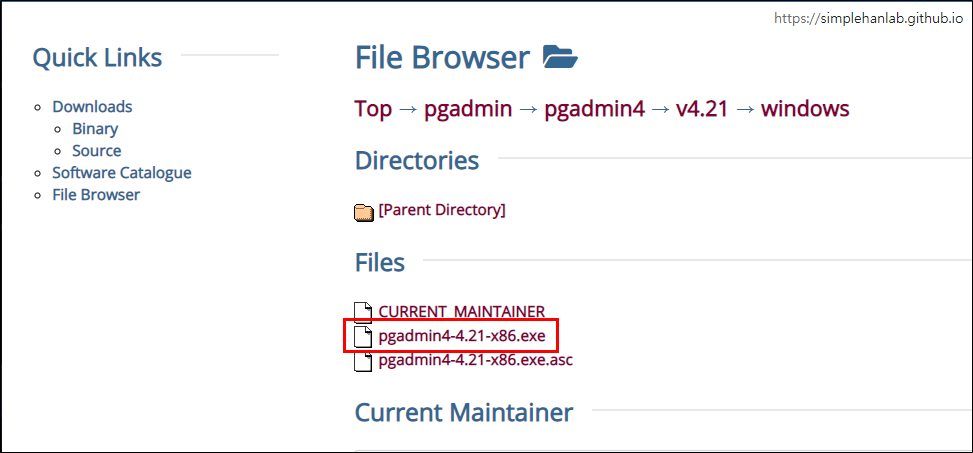 https://simplehanlab.github.io
Quick Links
Downloads
Binary
Source
Software Catalogue
File Browser
File Browser
Top → pgadmin → pgadmin4 → v4.21 → windows
Directories
[Parent Directory]
Files
CURRENT_MAINTAINER
pgadmin4-4.21-x86.exe
pgadmin4-4.21-x86.exe.asc
Current Maintainer